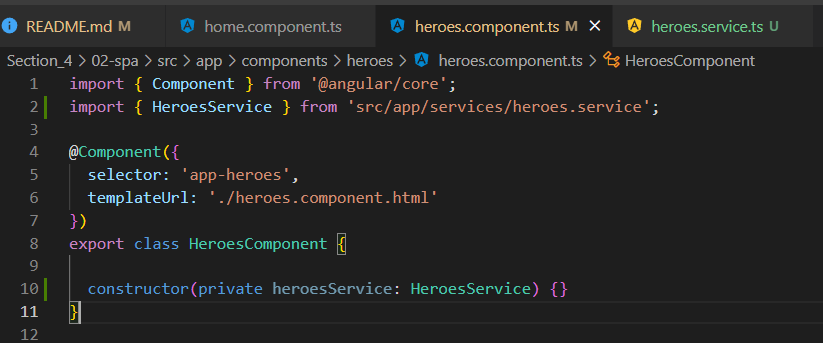 README.md M home.component.ts heroes.component.ts M × heroes.service.ts U
Section_4 > 02-spa > src > app > components > heroes > heroes.component.ts > HeroesComponent
1 import { Component } from '@angular/core';
2 import { HeroesService } from 'src/app/services/heroes.service';
3
4 @Component({
5   selector: 'app-heroes',
6   templateUrl: './heroes.component.html'
7 })
8 export class HeroesComponent {
9
10   constructor(private heroesService: HeroesService) {}
11 }
12